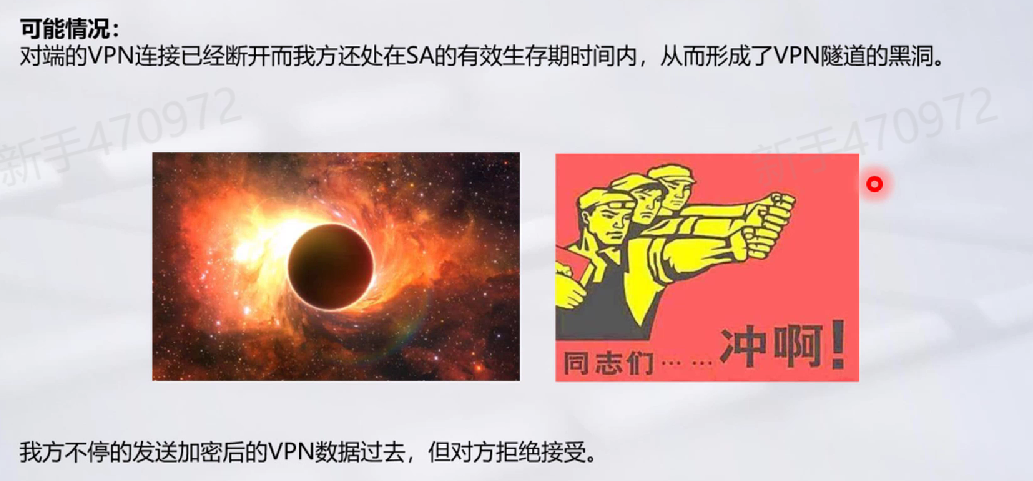 可能情况：
对端的VPN连接已经断开而我方还处在SA的有效生存期时间内，从而形成了VPN隧道的黑洞。
新手470972
新手470972
同志们……冲啊！
我方不停的发送加密后的VPN数据过去，但对方拒绝接受。